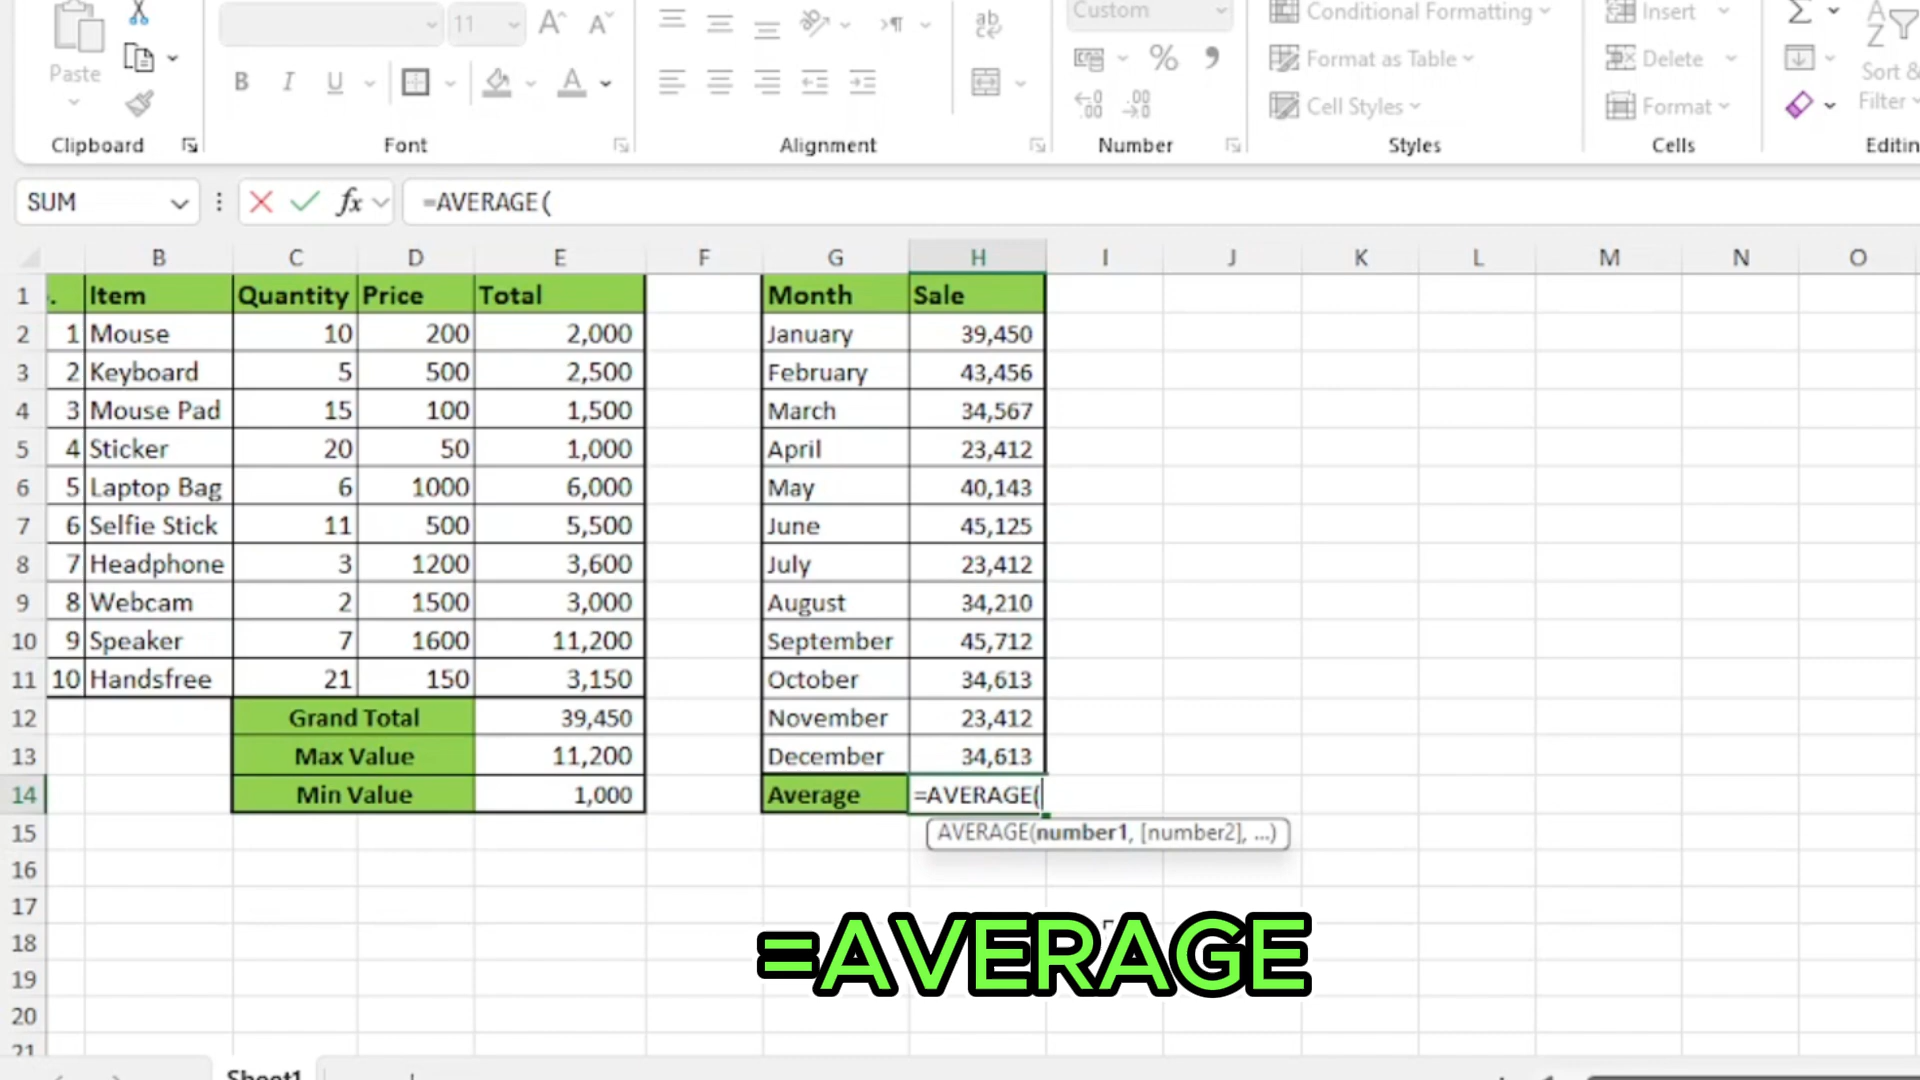 11
Custom
Conditional Formatting
Insert
Paste
B I U
%
Format as Table
Delete
Sort &
Cell Styles
Format
Filter
Clipboard
Font
Alignment
Number
Styles
Cells
Editin
SUM
fx
=AVERAGE(
B C D E F G H I J K L M N O
1 . Item Quantity Price Total Month Sale
2 1 Mouse 10 200 2,000 January 39,450
3 2 Keyboard 5 500 2,500 February 43,456
4 3 Mouse Pad 15 100 1,500 March 34,567
5 4 Sticker 20 50 1,000 April 23,412
6 5 Laptop Bag 6 1000 6,000 May 40,143
7 6 Selfie Stick 11 500 5,500 June 45,125
8 7 Headphone 3 1200 3,600 July 23,412
9 8 Webcam 2 1500 3,000 August 34,210
10 9 Speaker 7 1600 11,200 September 45,712
11 10 Handsfree 21 150 3,150 October 34,613
12 Grand Total 39,450 November 23,412
13 Max Value 11,200 December 34,613
14 Min Value 1,000 Average =AVERAGE(
15 AVERAGE(number1, [number2], ...)
16
17
18 =AVERAGE
19
20
21
Sheet1